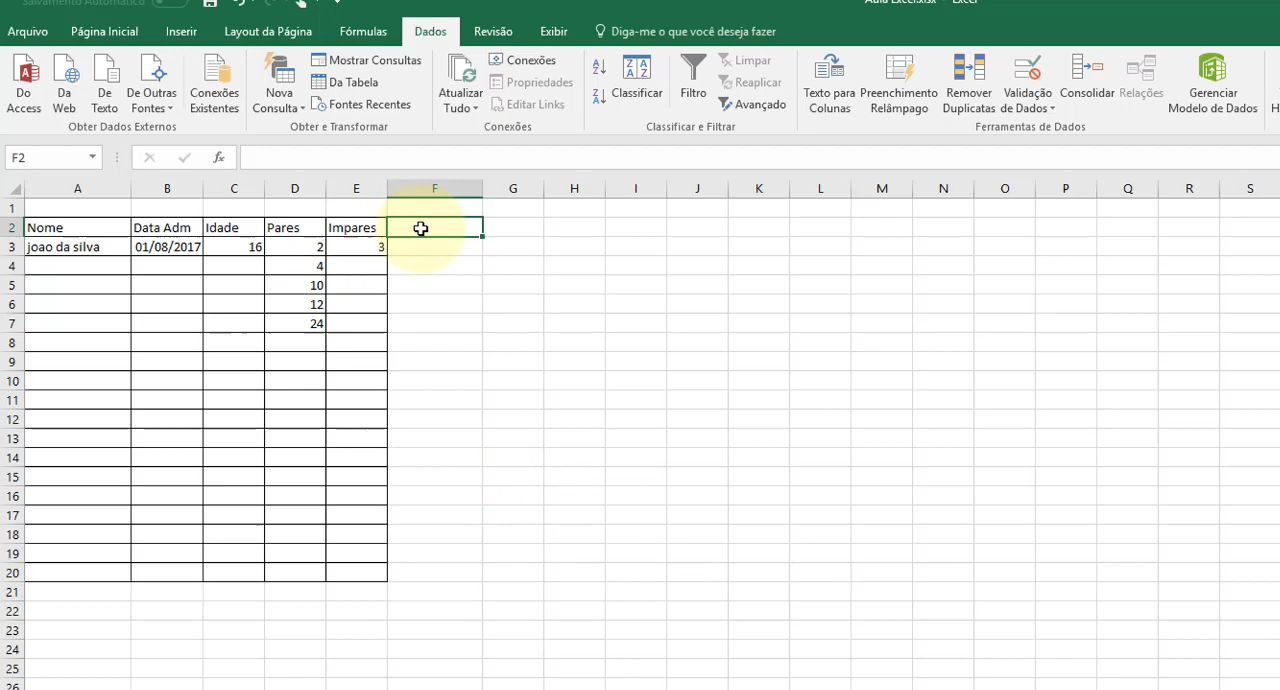 Salvamento Automático
Aula Excel.xlsx - Excel
Arquivo Página Inicial Inserir Layout da Página Fórmulas Dados Revisão Exibir Diga-me o que você deseja fazer
Do Access
Da Web
De Texto
De Outras Fontes
Conexões Existentes
Obter Dados Externos
Nova Consulta
Mostrar Consultas
Da Tabela
Fontes Recentes
Obter e Transformar
Atualizar Tudo
Conexões
Propriedades
Editar Links
Conexões
Classificar
Filtro
Limpar
Reaplicar
Avançado
Classificar e Filtrar
Texto para Colunas
Preenchimento Relâmpago
Remover Duplicatas
Validação de Dados
Consolidar
Relações
Gerenciar Modelo de Dados
Ferramentas de Dados
F2 fx
A B C D E F G H I J K L M N O P Q R S
1
2 Nome Data Adm Idade Pares Impares
3 joao da silva 01/08/2017 16 2 3
4 4
5 10
6 12
7 24
8
9
10
11
12
13
14
15
16
17
18
19
20
21
22
23
24
25
26